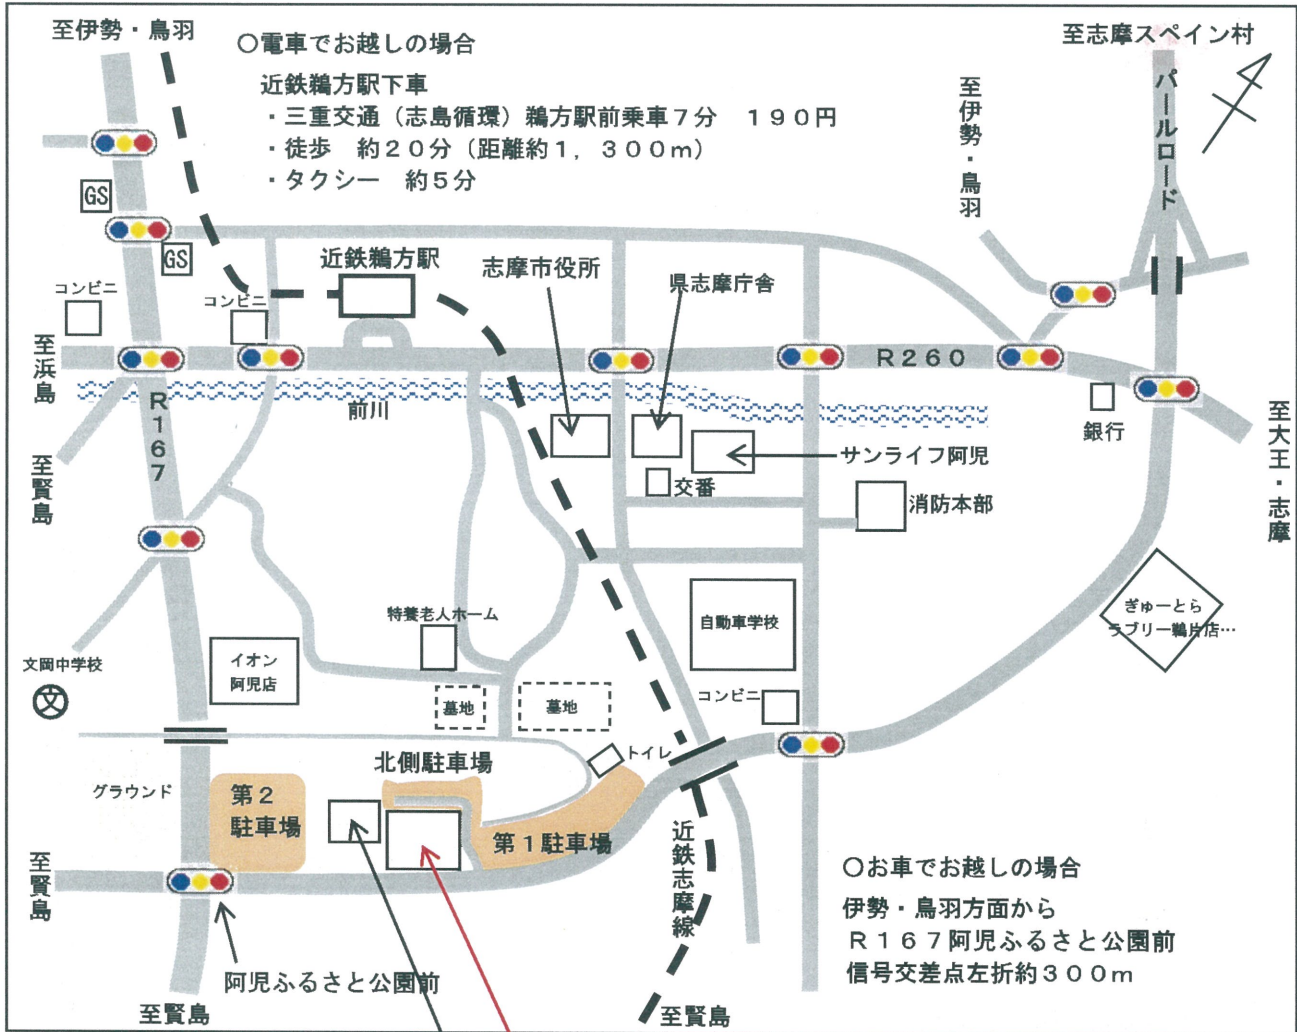 至伊勢・鳥羽
〇電車でお越しの場合
近鉄鵜方駅下車
・三重交通（志島循環）鵜方駅前乗車７分　１９０円
・徒歩　約２０分（距離約１，３００ｍ）
・タクシー　約５分
至志摩スペイン村
パールロード
至伊勢・鳥羽
GS
GS
コンビニ
コンビニ
近鉄鵜方駅
志摩市役所
県志摩庁舎
至浜島
R260
R167
前川
銀行
至大王・志摩
至賢島
サンライフ阿児
交番
消防本部
特養老人ホーム
自動車学校
ぎゅーとら
ラブリー鵜片店…
文岡中学校
文
イオン
阿児店
墓地
墓地
コンビニ
トイレ
北側駐車場
グラウンド
第２
駐車場
第１駐車場
至賢島
近鉄志摩線
〇お車でお越しの場合
伊勢・鳥羽方面から
Ｒ１６７阿児ふるさと公園前
信号交差点左折約３００ｍ
阿児ふるさと公園前
至賢島
至賢島